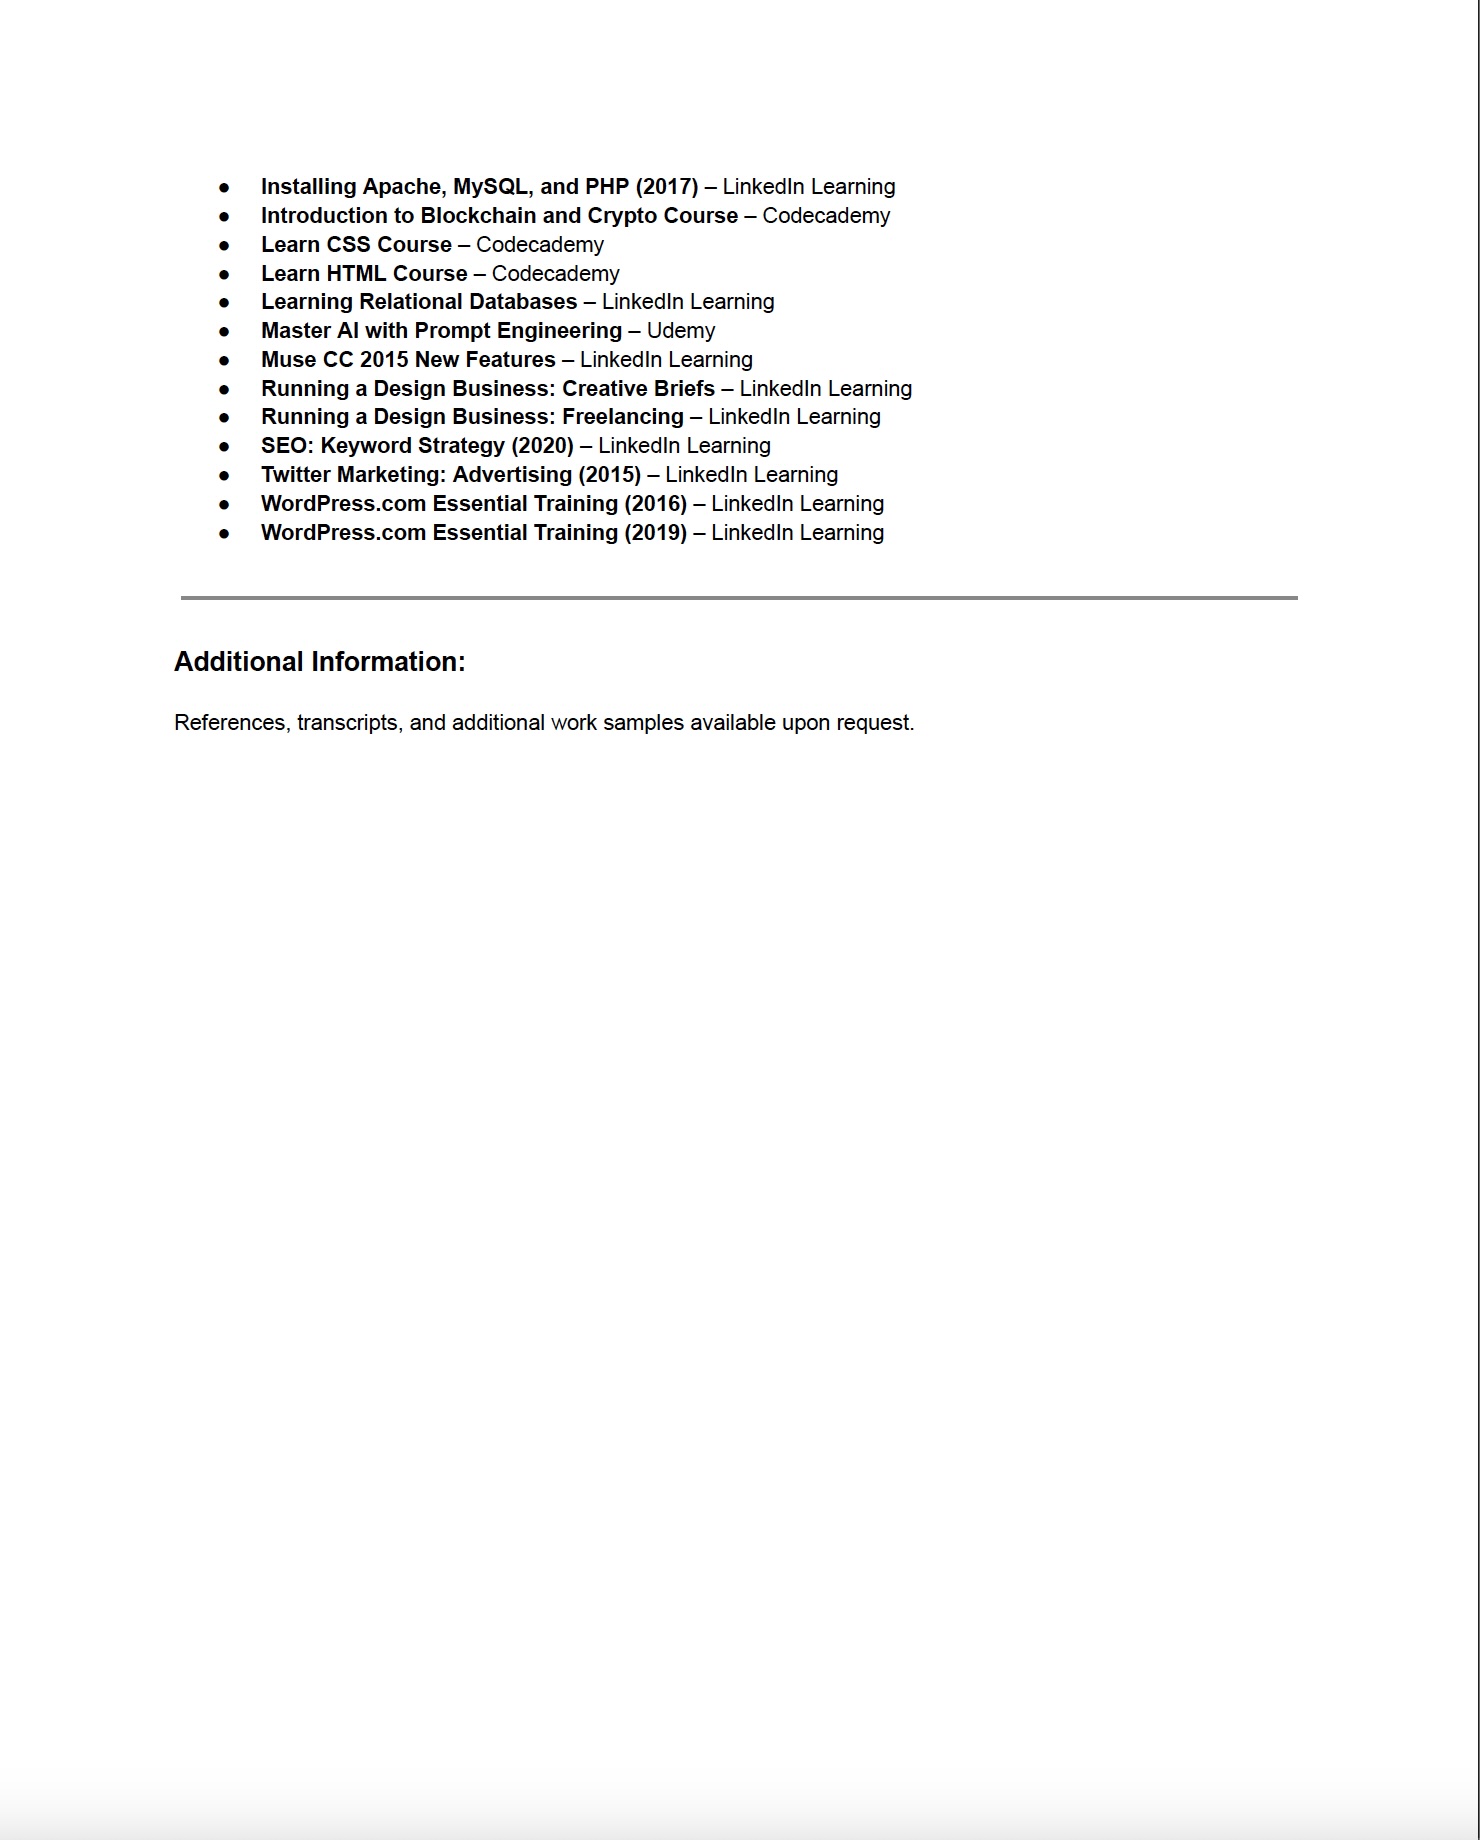 ● Installing Apache, MySQL, and PHP (2017) – LinkedIn Learning
● Introduction to Blockchain and Crypto Course – Codecademy
● Learn CSS Course – Codecademy
● Learn HTML Course – Codecademy
● Learning Relational Databases – LinkedIn Learning
● Master AI with Prompt Engineering – Udemy
● Muse CC 2015 New Features – LinkedIn Learning
● Running a Design Business: Creative Briefs – LinkedIn Learning
● Running a Design Business: Freelancing – LinkedIn Learning
● SEO: Keyword Strategy (2020) – LinkedIn Learning
● Twitter Marketing: Advertising (2015) – LinkedIn Learning
● WordPress.com Essential Training (2016) – LinkedIn Learning
● WordPress.com Essential Training (2019) – LinkedIn Learning
Additional Information:
References, transcripts, and additional work samples available upon request.